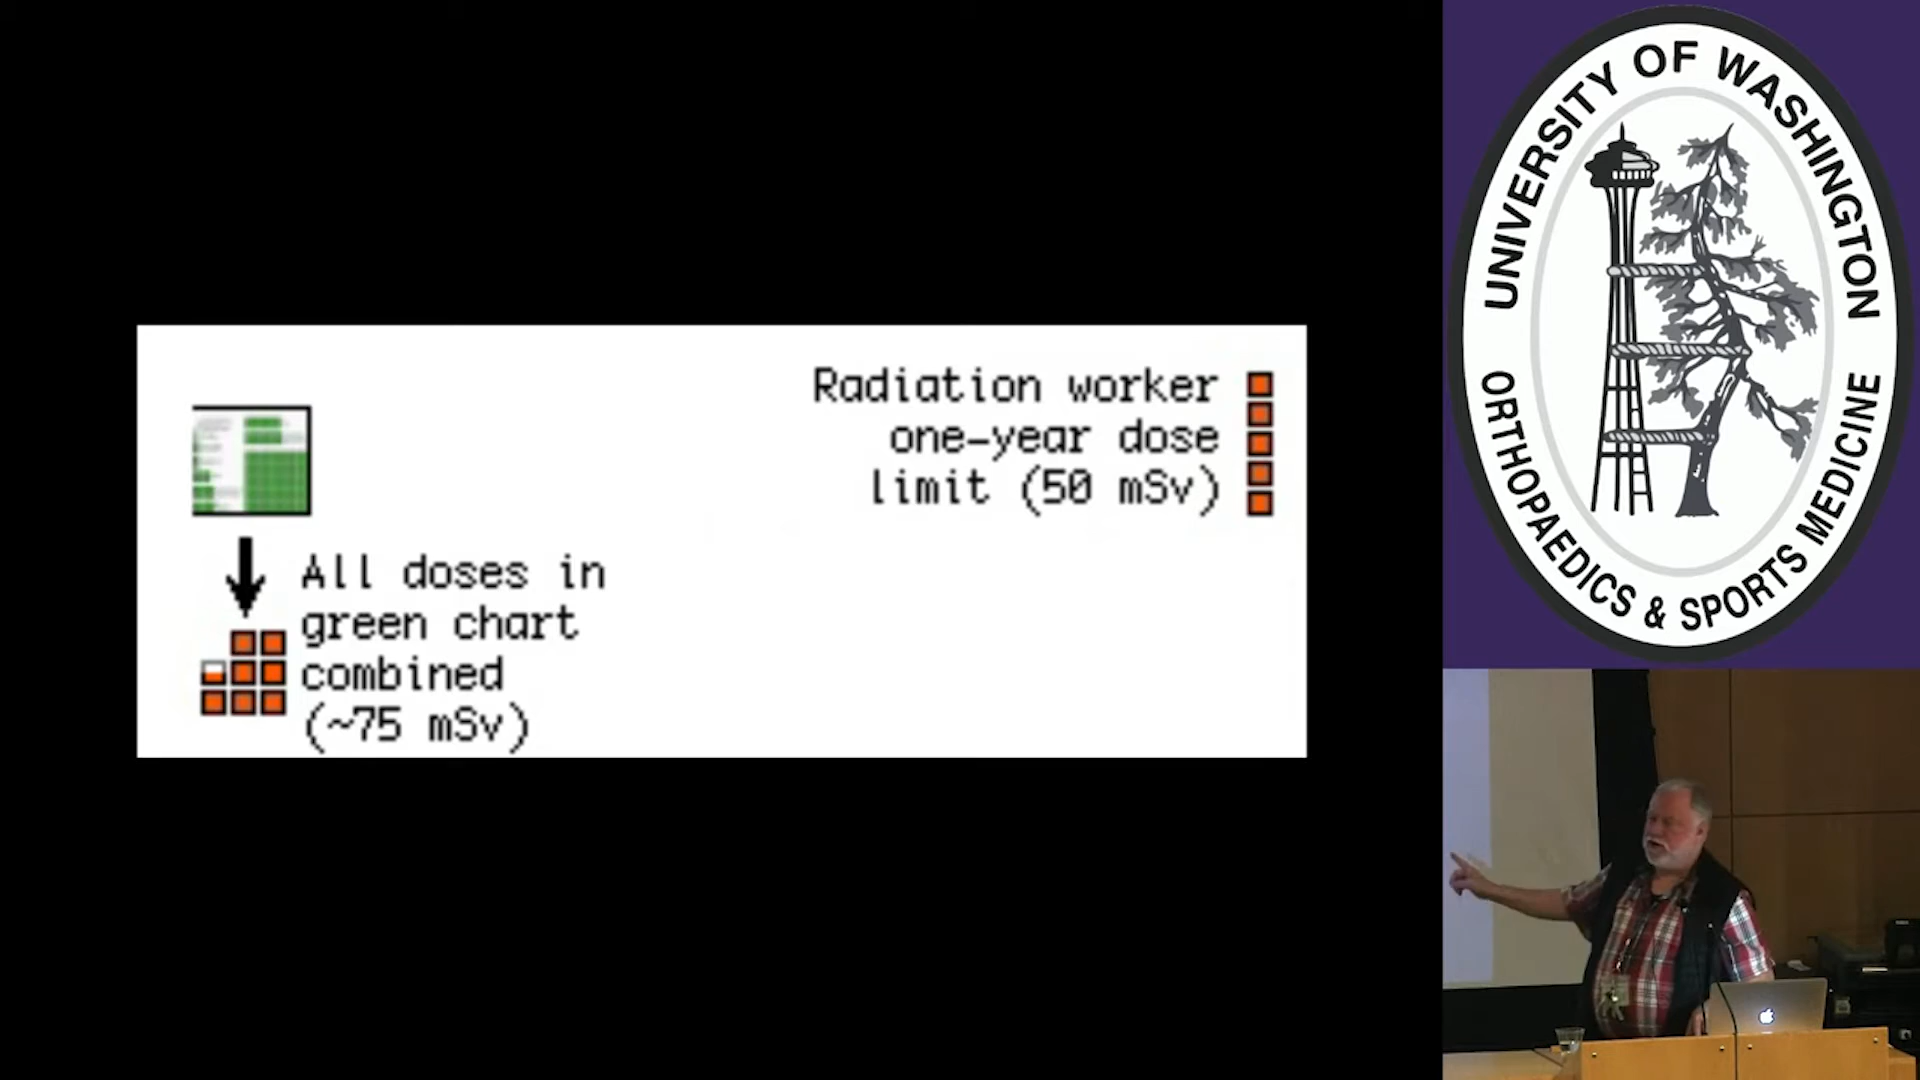 Radiation worker
one-year dose
limit (50 mSv)
All doses in
green chart
combined
(~75 mSv)
UNIVERSITY OF WASHINGTON
ORTHOPAEDICS & SPORTS MEDICINE